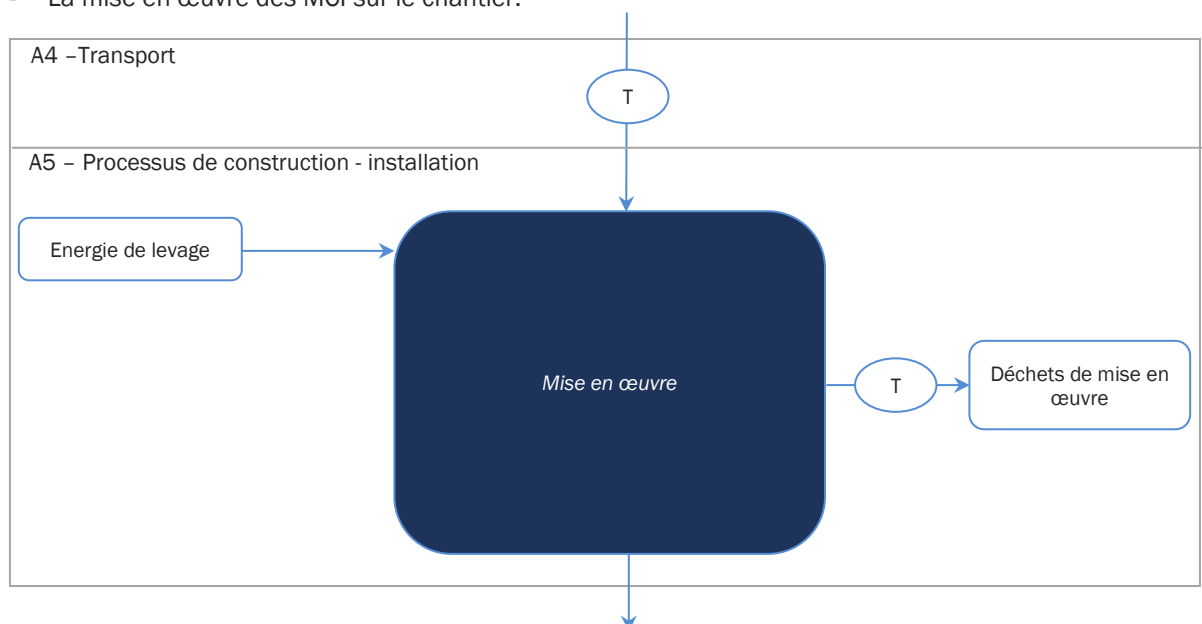 - La mise en œuvre des MOI sur le chantier.
A4 –Transport
T
A5 – Processus de construction - installation
Energie de levage
Mise en œuvre
T
Déchets de mise en
œuvre